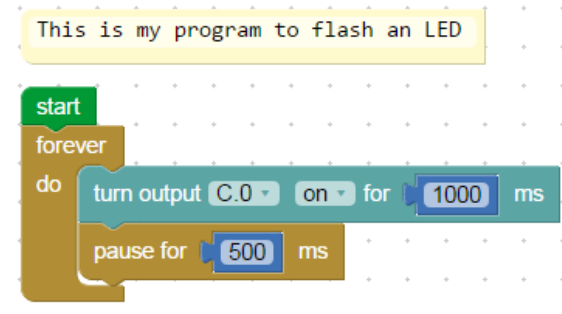 This is my program to flash an LED
start
forever
do
turn output C.0 on for 1000 ms
pause for 500 ms